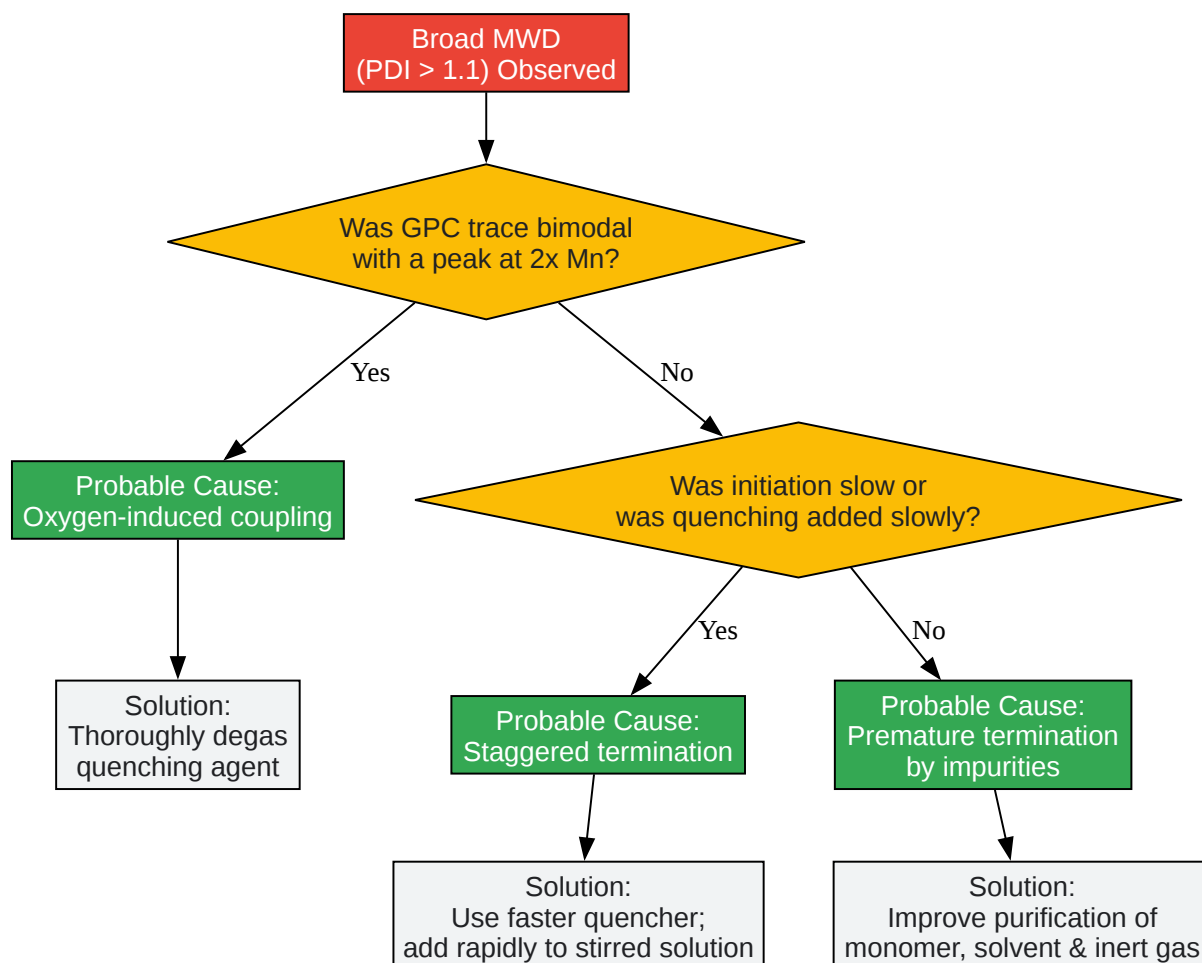 Broad MWD
(PDI > 1.1) Observed
Was GPC trace bimodal
with a peak at 2x Mn?
Yes
No
Probable Cause:
Oxygen-induced coupling
Was initiation slow or
was quenching added slowly?
Yes
No
Solution:
Thoroughly degas
quenching agent
Probable Cause:
Staggered termination
Probable Cause:
Premature termination
by impurities
Solution:
Use faster quencher;
add rapidly to stirred solution
Solution:
Improve purification of
monomer, solvent & inert gas